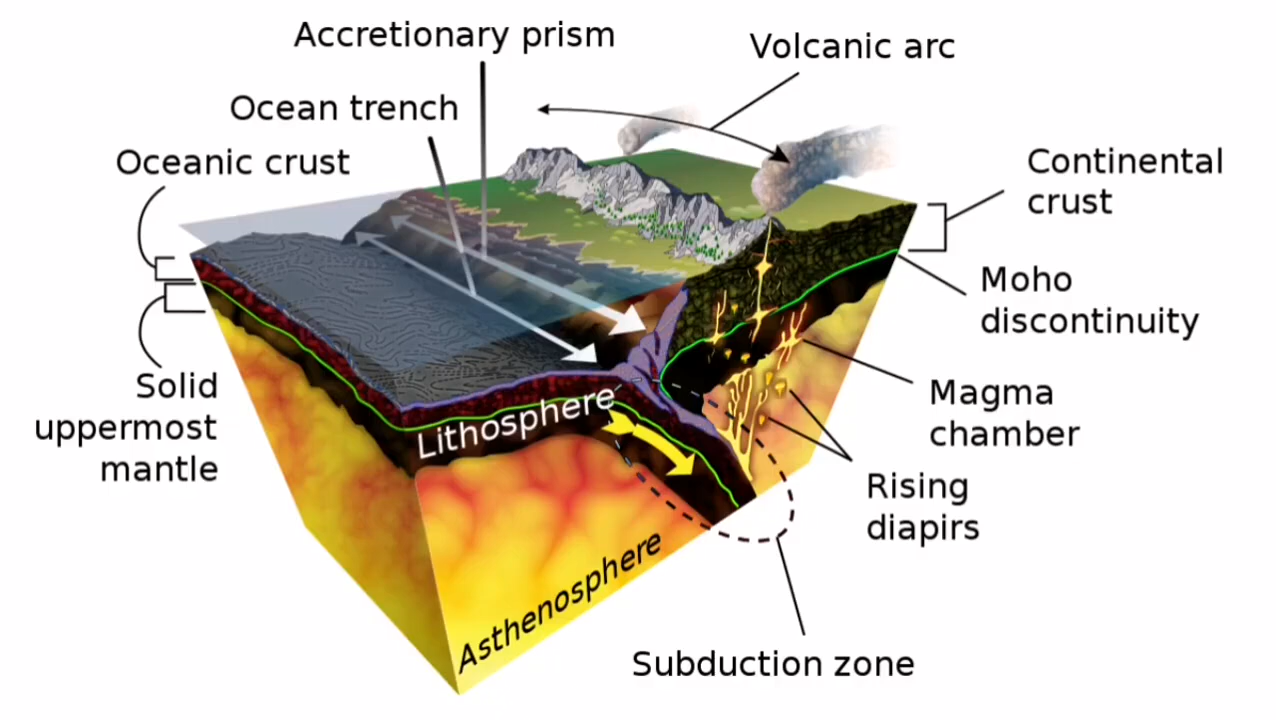 Accretionary prism
Volcanic arc
Ocean trench
Oceanic crust
Continental
crust
Moho
discontinuity
Solid
uppermost
mantle
Lithosphere
Magma
chamber
Rising
diapirs
Asthenosphere
Subduction zone